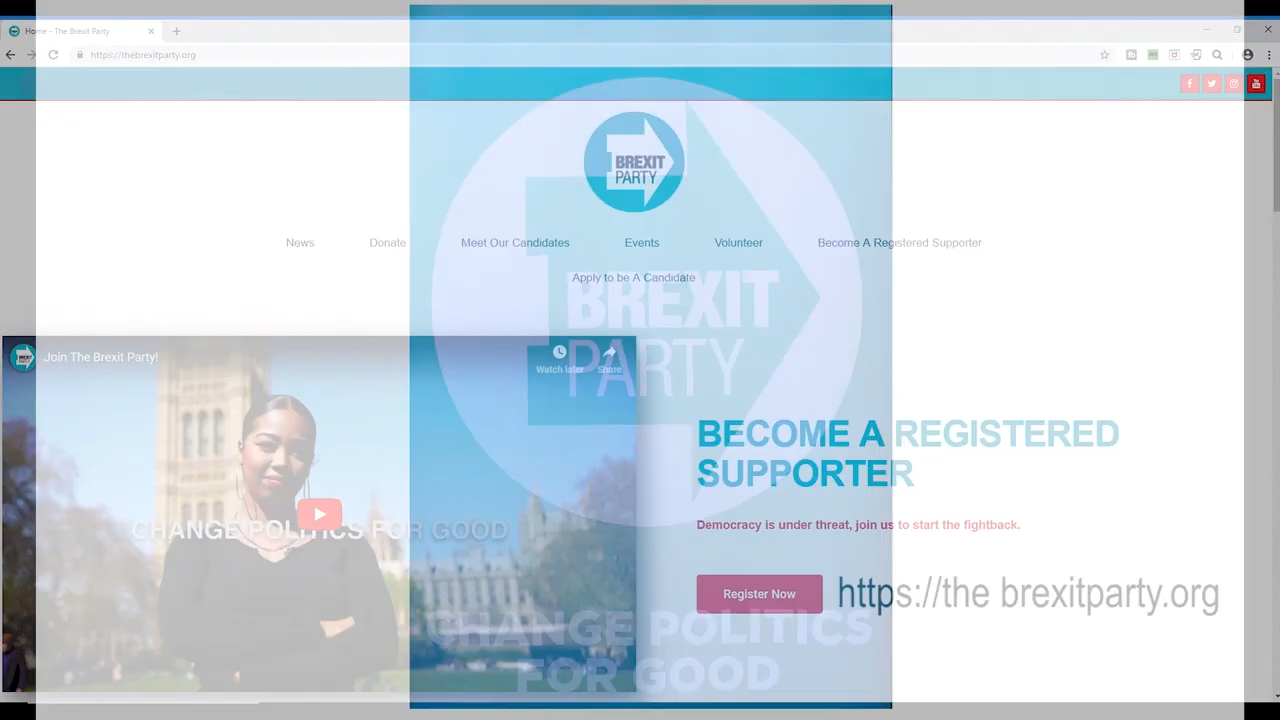 Home - The Brexit Party
https://thebrexitparty.org
BREXIT
PARTY
News Donate Meet Our Candidates Events Volunteer Become A Registered Supporter
Apply to be A Candidate
BREXIT
PARTY
BREXIT
PARTY
Join The Brexit Party!
Watch later Share
CHANGE POLITICS FOR GOOD
BECOME A REGISTERED
SUPPORTER
Democracy is under threat, join us to start the fightback.
Register Now
https://the brexitparty.org
CHANGE POLITICS
FOR GOOD